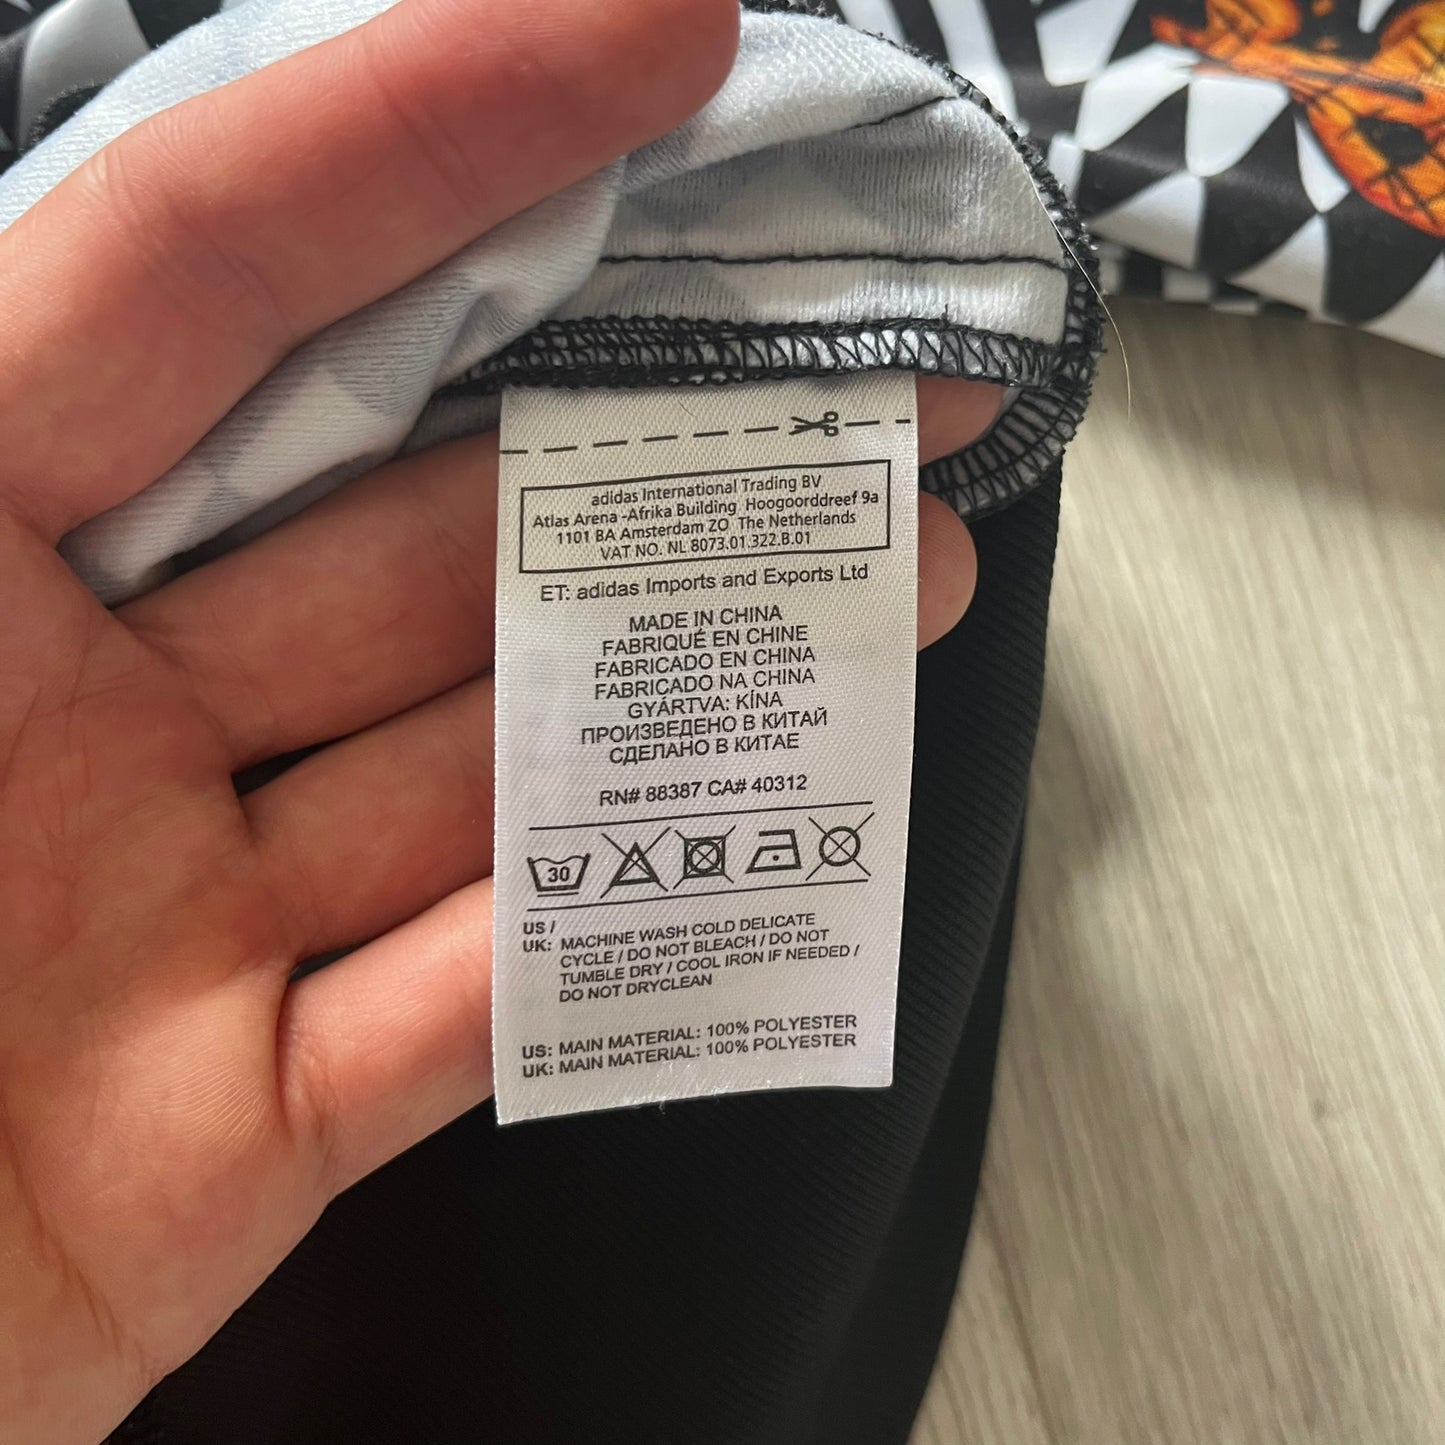 adidas International Trading BV
Atlas Arena -Afrika Building Hoogoorddreef 9a
1101 BA Amsterdam ZO The Netherlands
VAT NO. NL 8073.01.322.B.01
ET: adidas Imports and Exports Ltd
MADE IN CHINA
FABRIQUÉ EN CHINE
FABRICADO EN CHINA
FABRICADO NA CHINA
GYÁRTVA: KÍNA
ПРОИЗВЕДЕНО В КИТАЙ
СДЕЛАНО В КИТАЕ
RN# 88387 CA# 40312
30
US /
UK: MACHINE WASH COLD DELICATE
CYCLE / DO NOT BLEACH / DO NOT
TUMBLE DRY / COOL IRON IF NEEDED /
DO NOT DRYCLEAN
US: MAIN MATERIAL: 100% POLYESTER
UK: MAIN MATERIAL: 100% POLYESTER